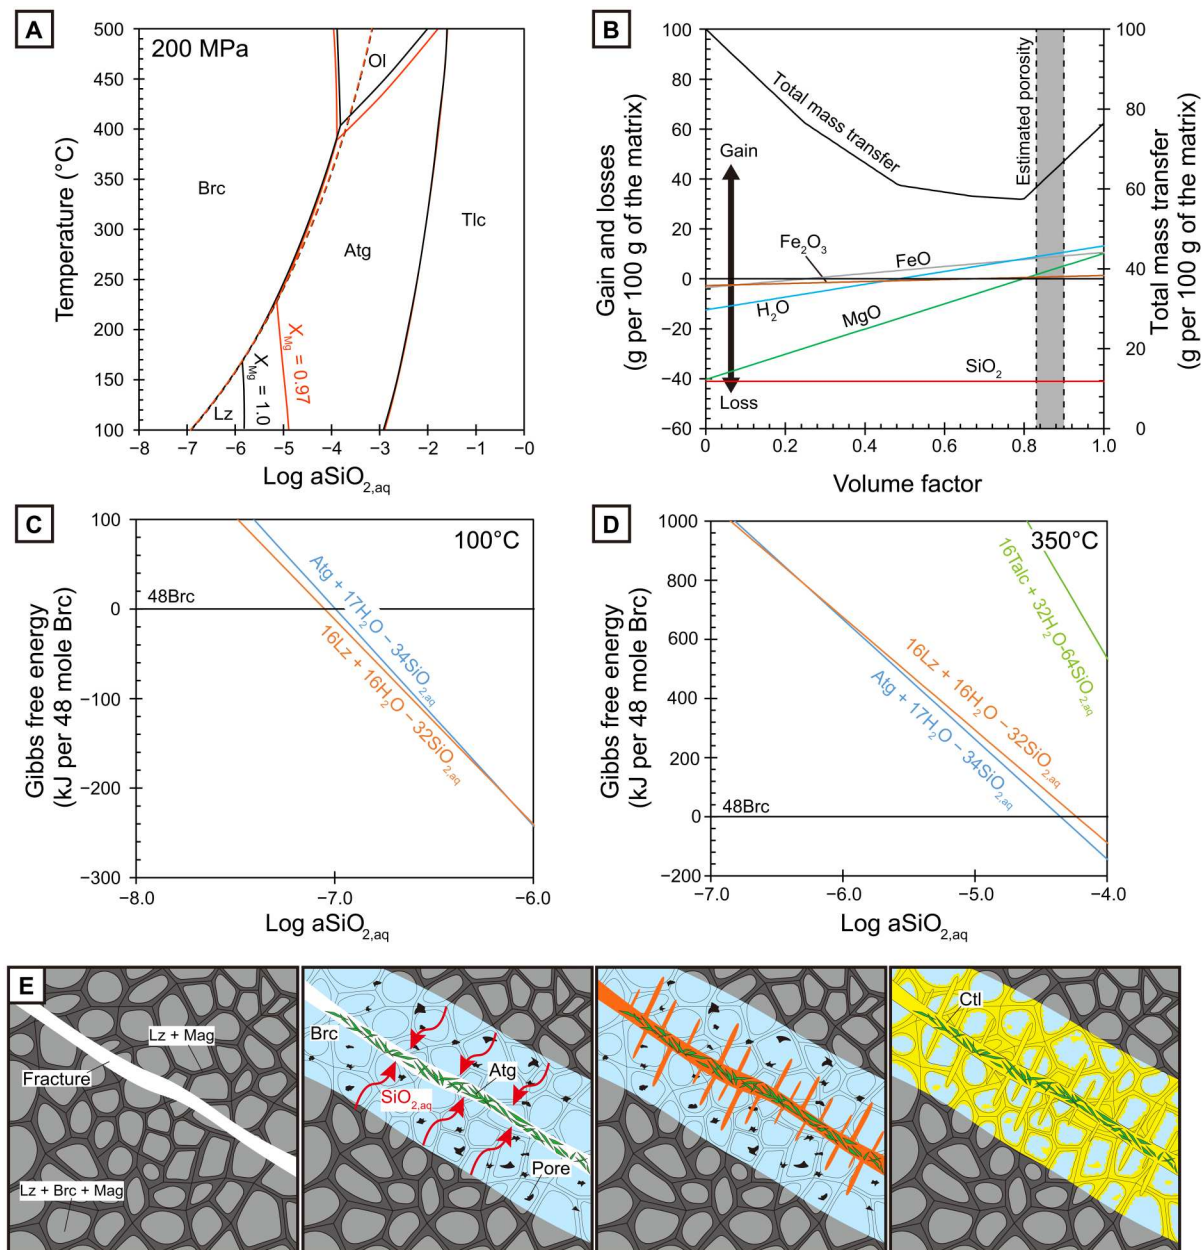 A
200 MPa
500
450
400
350
300
250
200
150
100
Temperature (°C)
Ol
Brc
Atg
Tlc
Lz
X_Mg = 1.0
X_Mg = 0.97
−8
−7
−6
−5
−4
−3
−2
−1
−0
Log aSiO2,aq
B
100
80
60
40
20
0
−20
−40
−60
Gain and losses
(g per 100 g of the matrix)
Total mass transfer
Gain
Loss
Estimated porosity
Fe2O3
FeO
H2O
MgO
SiO2
100
80
60
40
20
0
Total mass transfer
(g per 100 g of the matrix)
0
0.2
0.4
0.6
0.8
1.0
Volume factor
C
100°C
100
0
−100
−200
−300
Gibbs free energy
(kJ per 48 mole Brc)
48Brc
Atg + 17H2O − 34SiO2,aq
16Lz + 16H2O − 32SiO2,aq
−8.0
−7.0
−6.0
Log aSiO2,aq
D
350°C
1000
800
600
400
200
0
−200
Gibbs free energy
(kJ per 48 mole Brc)
48Brc
16Talc + 32H2O-64SiO2,aq
16Lz + 16H2O − 32SiO2,aq
Atg + 17H2O − 34SiO2,aq
−7.0
−6.0
−5.0
−4.0
Log aSiO2,aq
E
Lz + Mag
Fracture
Lz + Brc + Mag
Brc
Atg
SiO2,aq
Pore
Ctl